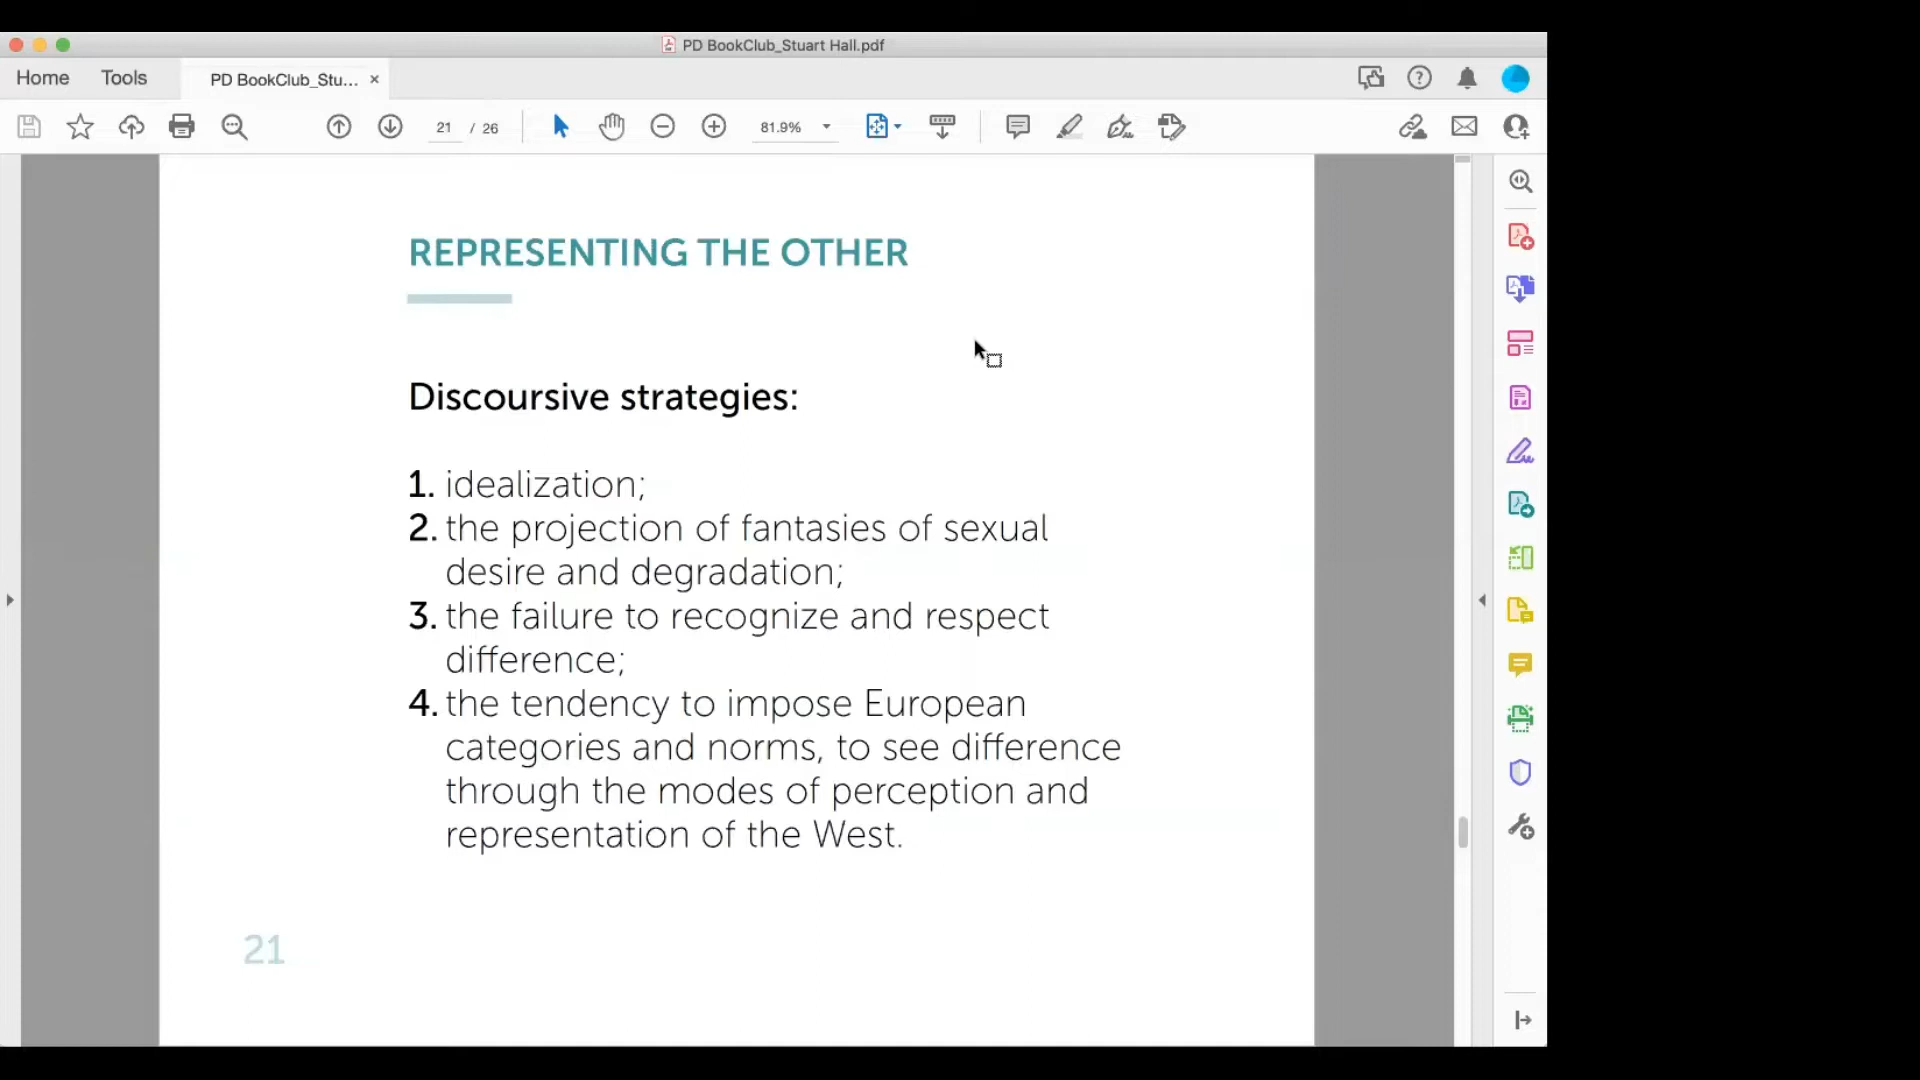 PD BookClub_Stuart Hall.pdf
Home Tools PD BookClub_Stu... ×
21 / 26 81.9%
REPRESENTING THE OTHER
Discoursive strategies:
1. idealization;
2. the projection of fantasies of sexual
desire and degradation;
3. the failure to recognize and respect
difference;
4. the tendency to impose European
categories and norms, to see difference
through the modes of perception and
representation of the West.
21